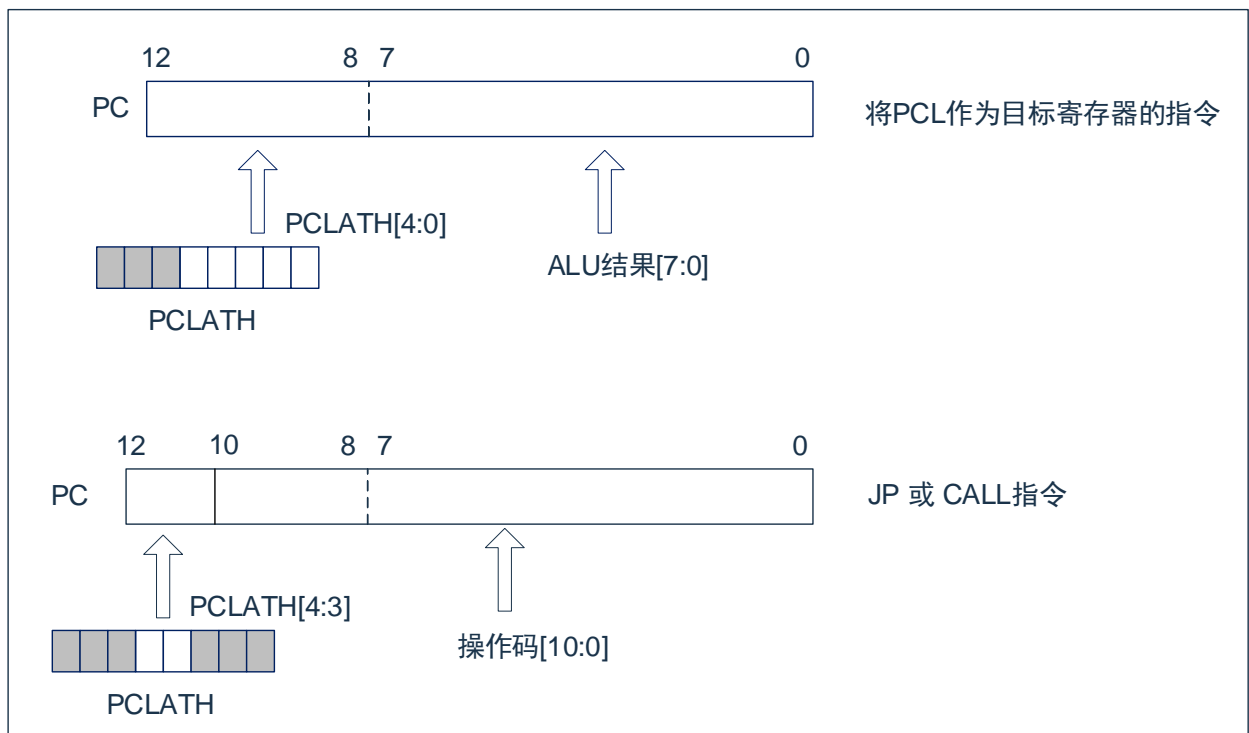 12 8 7 0
PC 将PCL作为目标寄存器的指令
PCLATH[4:0]
ALU结果[7:0]
PCLATH
12 10 8 7 0
PC JP 或 CALL指令
PCLATH[4:3]
操作码[10:0]
PCLATH